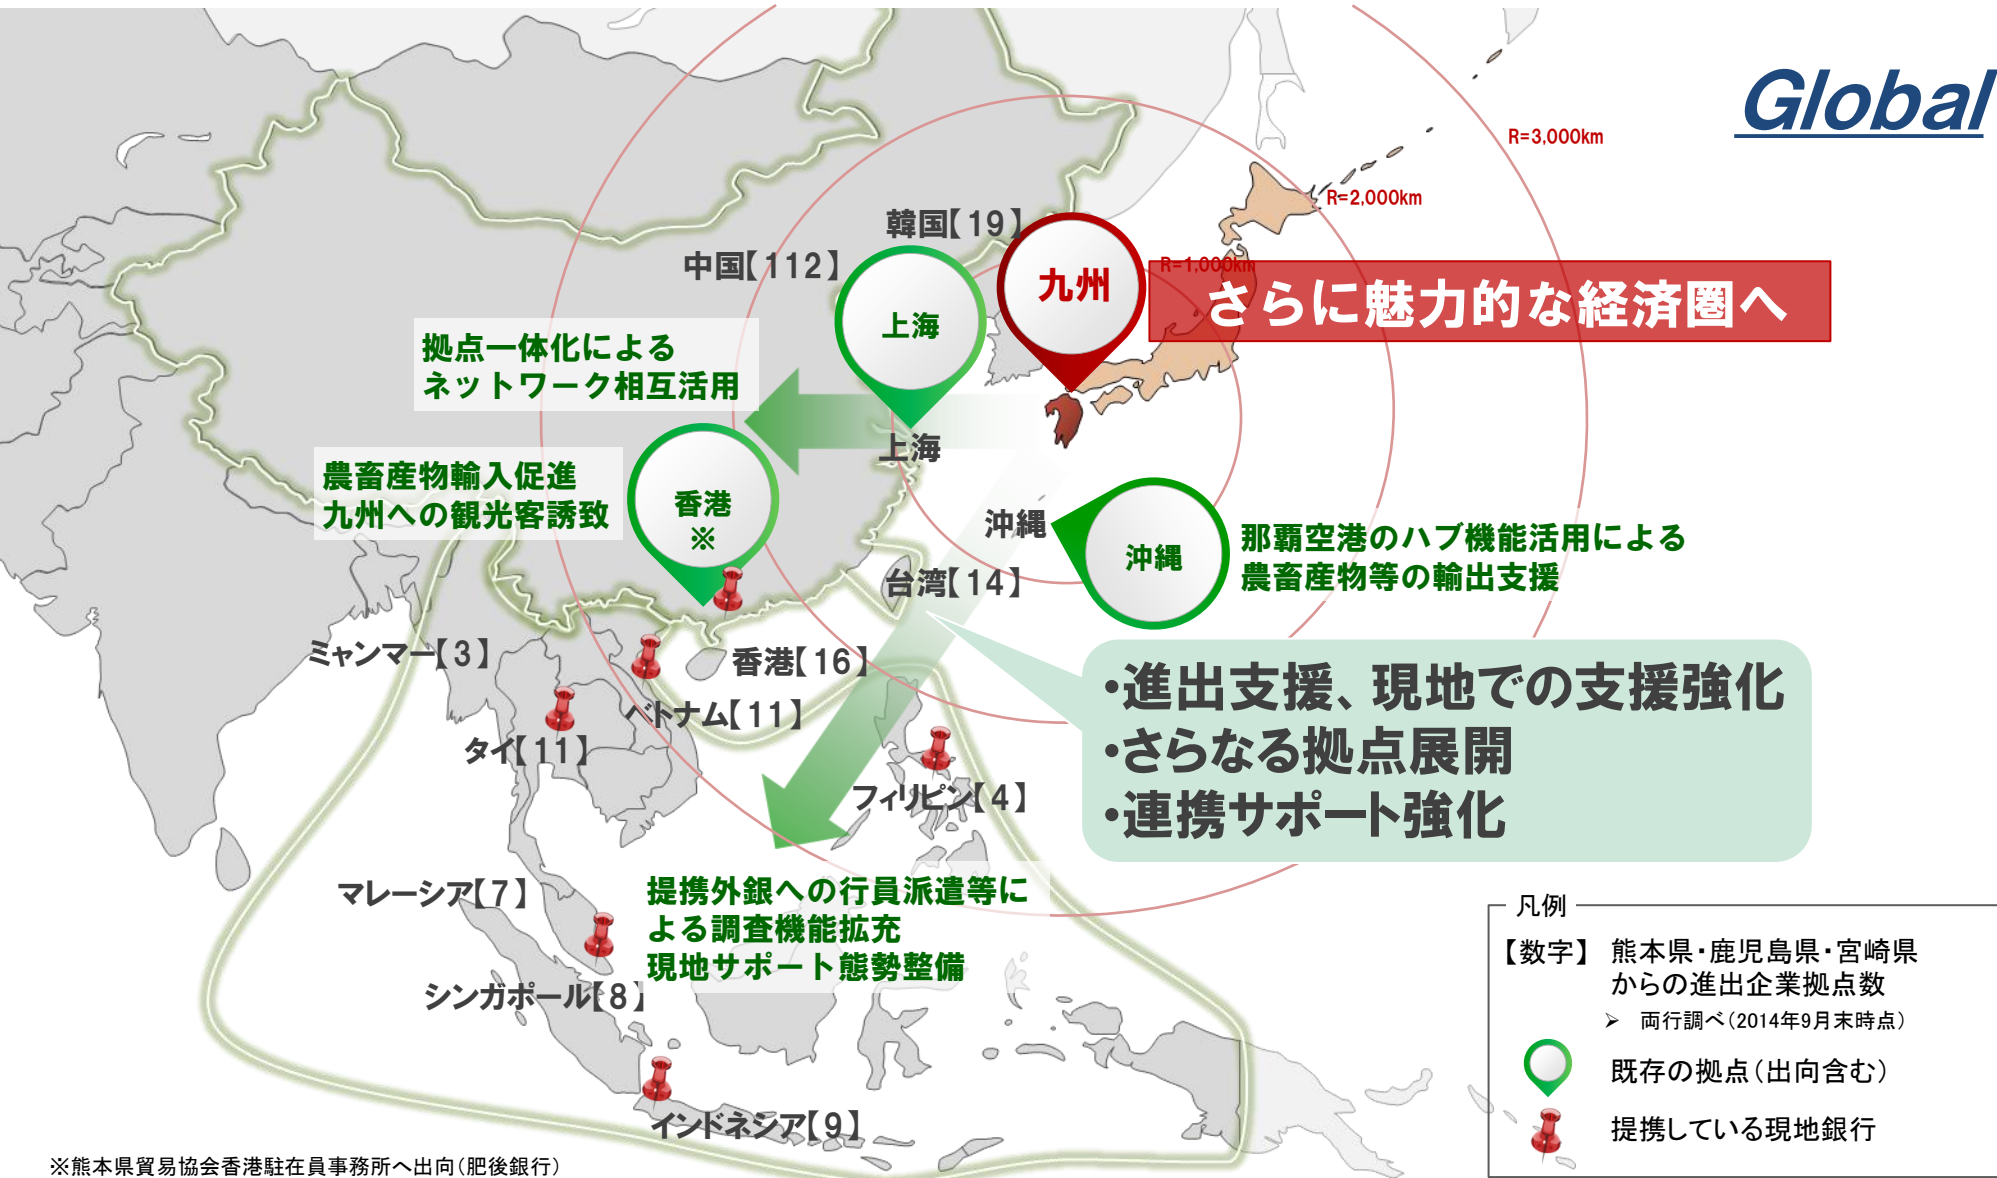 Global
R=3,000km
R=2,000km
R=1,000km
韓国【19】
中国【112】
九州
さらに魅力的な経済圏へ
上海
上海
拠点一体化による
ネットワーク相互活用
農畜産物輸入促進
九州への観光客誘致
香港
※
沖縄
沖縄
那覇空港のハブ機能活用による
農畜産物等の輸出支援
台湾【14】
ミャンマー【3】
香港【16】
ベトナム【11】
タイ【11】
フィリピン【4】
・進出支援、現地での支援強化
・さらなる拠点展開
・連携サポート強化
マレーシア【7】
提携外銀への行員派遣等に
よる調査機能拡充
現地サポート態勢整備
シンガポール【8】
インドネシア【9】
凡例
【数字】 熊本県・鹿児島県・宮崎県
からの進出企業拠点数
➢ 両行調べ（2014年9月末時点）
既存の拠点（出向含む）
提携している現地銀行
※熊本県貿易協会香港駐在員事務所へ出向（肥後銀行）